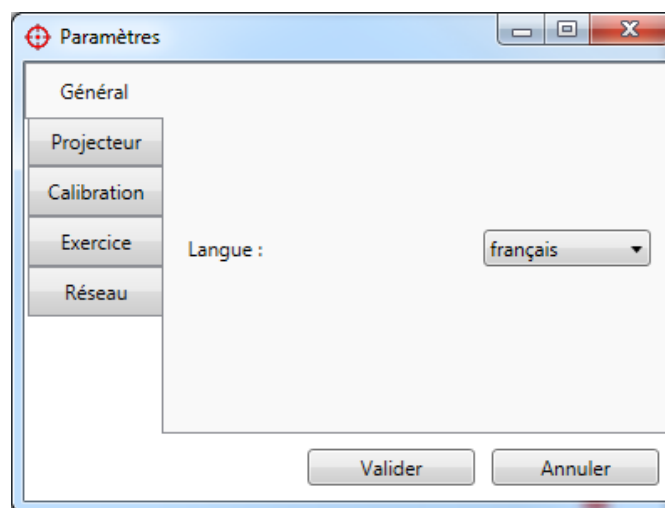 Paramètres
Général
Projecteur
Calibration
Exercice
Réseau
Langue : français
Valider Annuler